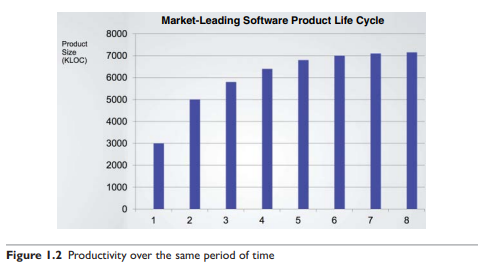 Market-Leading Software Product Life Cycle
Product
Size
(KLOC)
8000
7000
6000
5000
4000
3000
2000
1000
0
1 2 3 4 5 6 7 8
Figure 1.2 Productivity over the same period of time